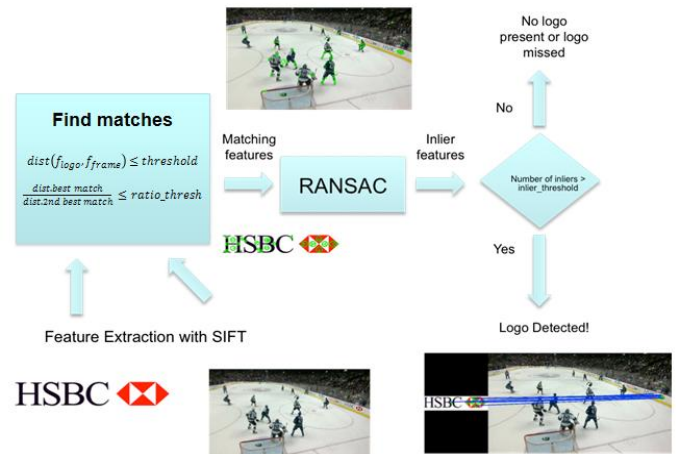 No logo
present or logo
missed
Find matches
No
dist(f_logo, f_frame) ≤ threshold
dist.best match
dist.2nd best match
≤ ratio_thresh
Matching
features
RANSAC
Inlier
features
Number of inliers >
inlier_threshold
HSBC
Yes
Feature Extraction with SIFT
Logo Detected!
HSBC
HSBC